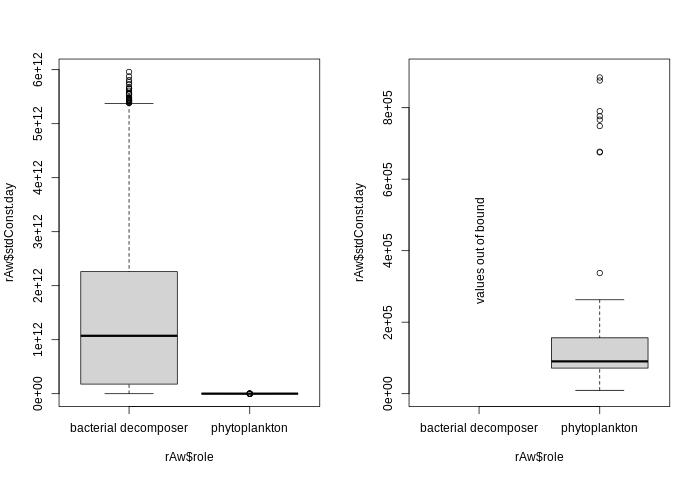 rAw$stdConst.day
6e+12
5e+12
4e+12
3e+12
2e+12
1e+12
0e+00
bacterial decomposer
phytoplankton
rAw$role
rAw$stdConst.day
8e+05
6e+05
4e+05
2e+05
0e+00
values out of bound
bacterial decomposer
phytoplankton
rAw$role